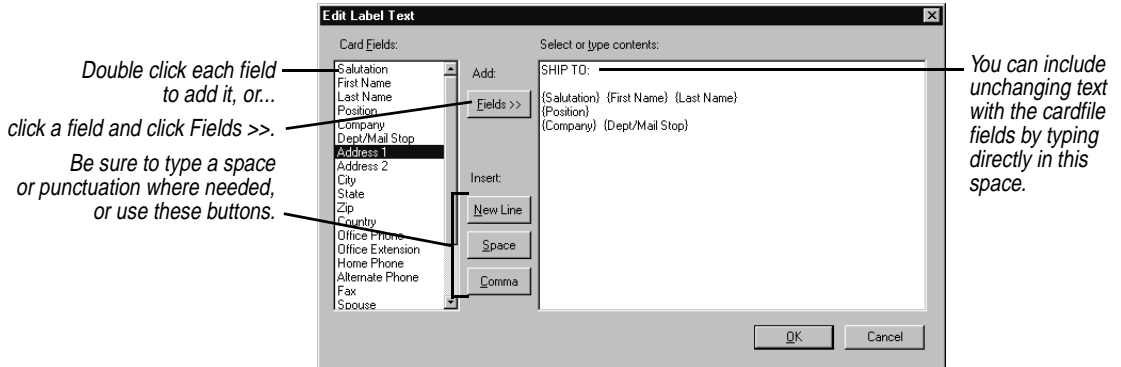 Edit Label Text
Card Fields:
Select or type contents:
Double click each field
to add it, or...
click a field and click Fields >>.
Be sure to type a space
or punctuation where needed,
or use these buttons.
Salutation
First Name
Last Name
Position
Company
Dept/Mail Stop
Address 1
Address 2
City
State
Zip
Country
Office Phone
Office Extension
Home Phone
Alternate Phone
Fax
Spouse
Add:
Fields >>
Insert:
New Line
Space
Comma
SHIP TO:
{Salutation} {First Name} {Last Name}
{Position}
{Company} {Dept/Mail Stop}
You can include
unchanging text
with the cardfile
fields by typing
directly in this
space.
OK
Cancel